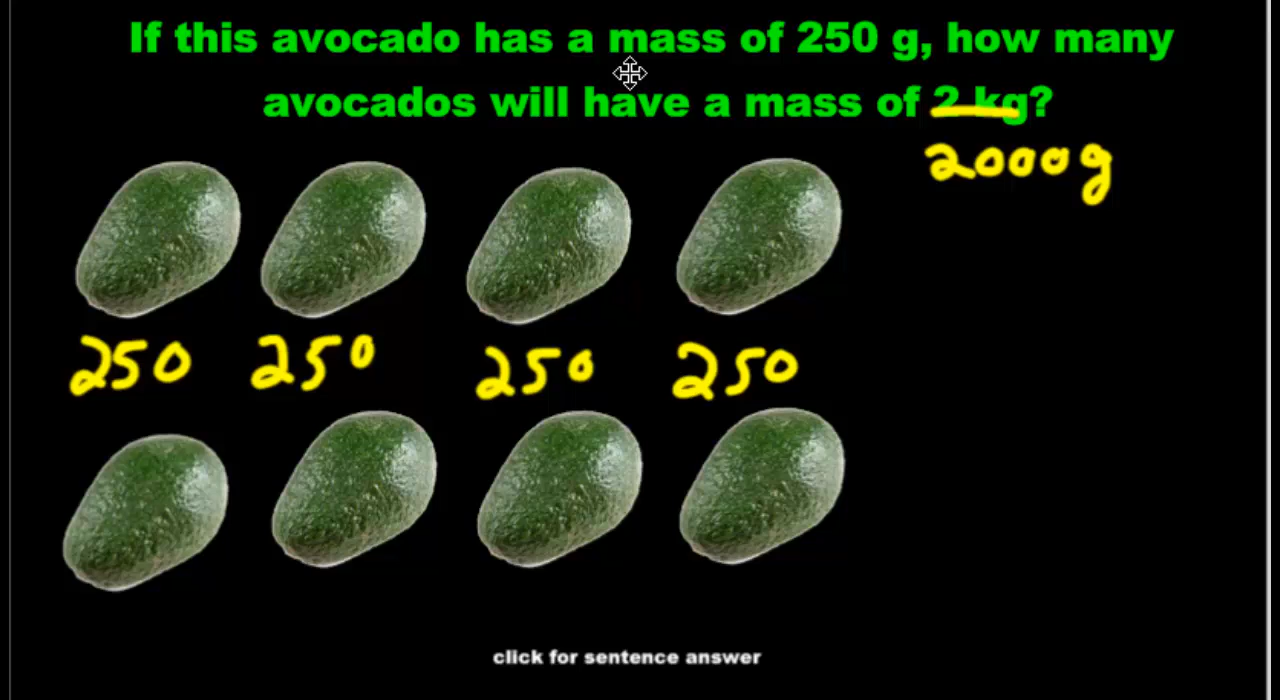 If this avocado has a mass of 250 g, how many
avocados will have a mass of 2 kg?
2000g
250 250 250 250
click for sentence answer